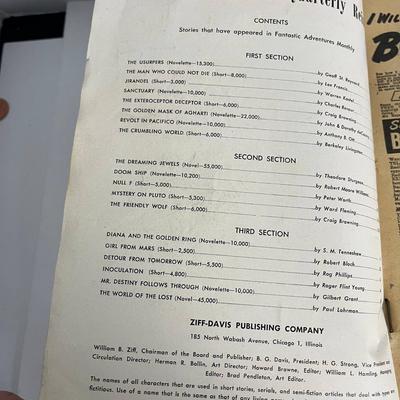 Quarterly
CONTENTS
Stories that have appeared in Fantastic Adventures Monthly
FIRST SECTION
THE USURPERS (Novelette—15,300) by Geoff St. Reynard
THE MAN WHO COULD NOT DIE (Short—8,000) by Lee Francis
JIRANDEL (Short—3,000) by Warren Kastel
SANCTUARY (Novelette—10,000) by Charles Recour
THE EXTEROCEPTOR DECEPTOR (Short—6,000) by Craig Browning
THE GOLDEN MASK OF AGHARTI (Novelette—22,000) by John & Dorothy
REVOLT IN PACIFICO (Novelette—10,000) by Anthony B. Ott
THE CRUMBLING WORLD (Short—6,000) by Berkeley Livingston
SECOND SECTION
THE DREAMING JEWELS (Novel—55,000) by Theodore Sturgeon
DOOM SHIP (Novelette—10,200) by Robert Moore Williams
NULL F (Short—5,000) by Peter Worth
MYSTERY ON PLUTO (Short—5,300) by Ward Fleming
THE FRIENDLY WOLF (Short—6,000) by Craig Browning
THIRD SECTION
DIANA AND THE GOLDEN RING (Novelette—10,000) by S. M. Tenneshaw
GIRL FROM MARS (Short—2,500) by Robert Bloch
DETOUR FROM TOMORROW (Short—5,500) by Rog Phillips
INOCULATION (Short—4,800) by Roger Flint Young
MR. DESTINY FOLLOWS THROUGH (Novelette—10,000) by Gilbert Grant
THE WORLD OF THE LOST (Novel—45,000) by Paul Lohrman
ZIFF-DAVIS PUBLISHING COMPANY
185 North Wabash Avenue, Chicago 1, Illinois
William B. Ziff, Chairman of the Board and Publisher; B. G. Davis, President; H. G. Strong, Vice President and
Circulation Director; Herman R. Bollin, Art Director; Howard Browne, Editor; William L. Hamling, Managing
Editor; Brad Pendleton, Art Editor.
The names of all characters that are used in short stories, serials, and semi-fiction articles that deal with types are
fictitious. Use of a name that is the same as that of any living
I WIL
B